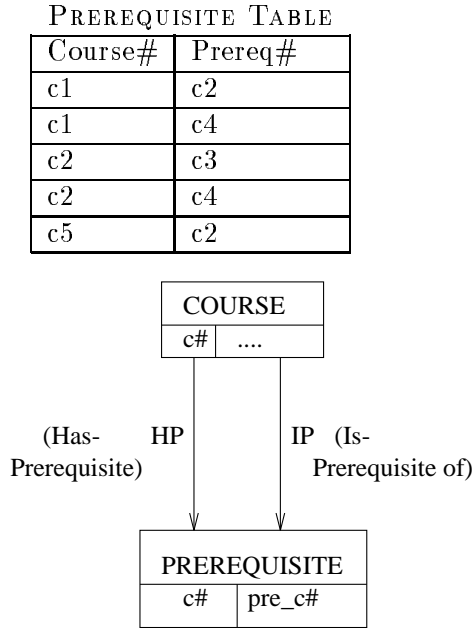 PREREQUISITE TABLE
Course# Prereq#
c1 c2
c1 c4
c2 c3
c2 c4
c5 c2
COURSE
c# ....
(Has- HP IP (Is-
Prerequisite) Prerequisite of)
PREREQUISITE
c# pre_c#